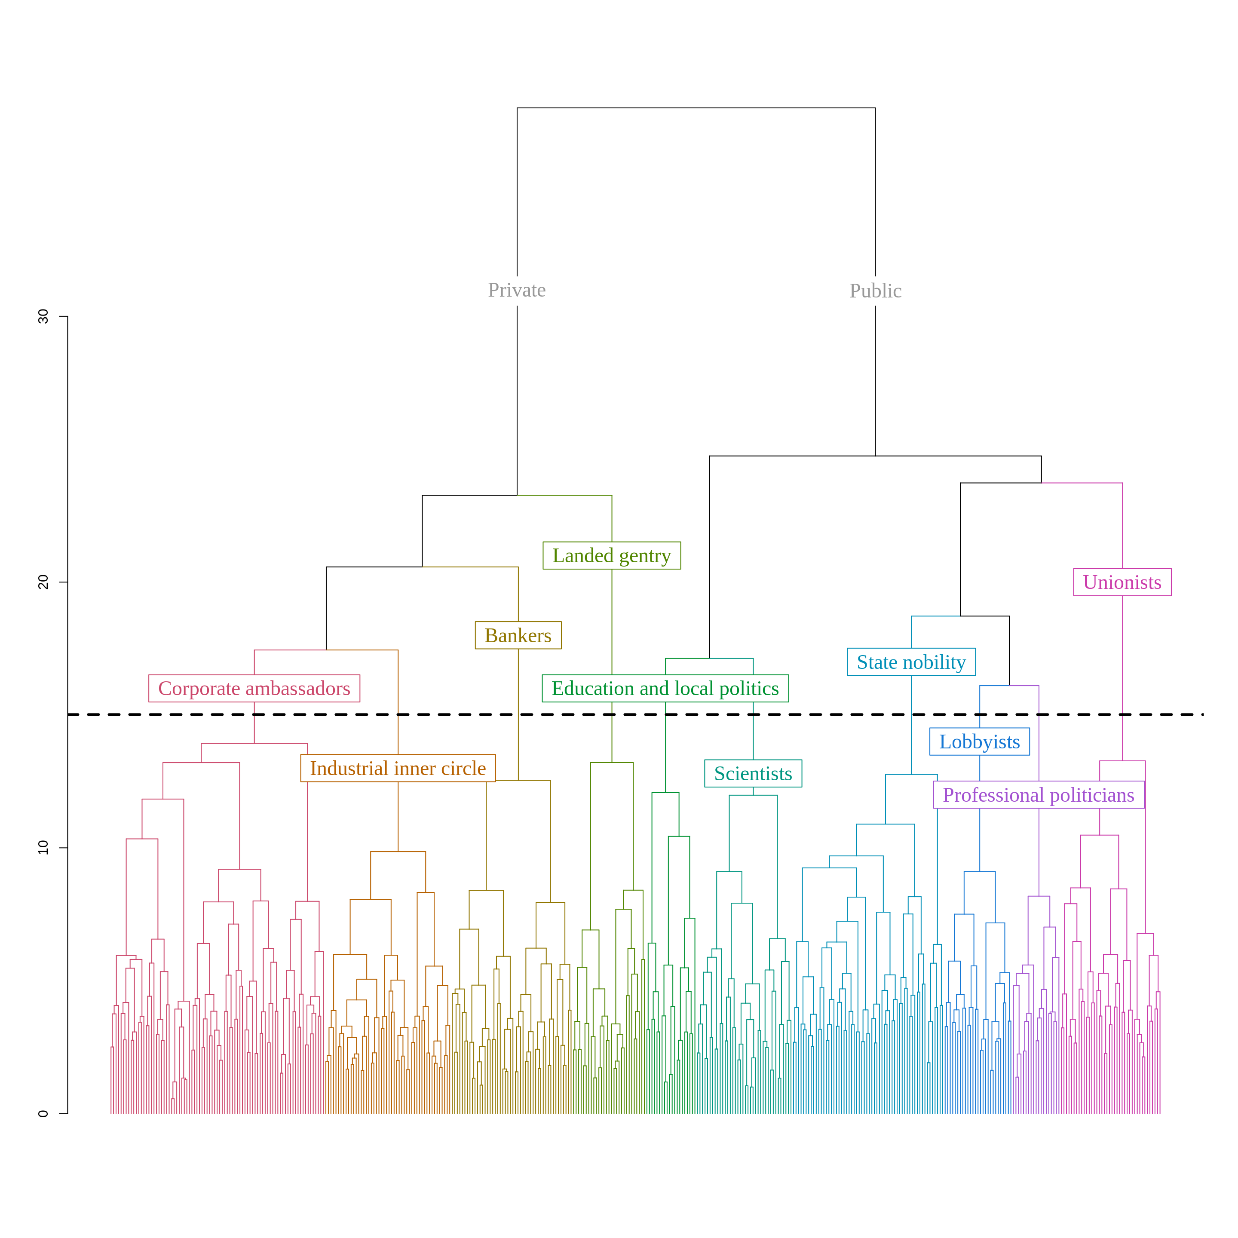 Private
Public
30
Landed gentry
20
Unionists
Bankers
State nobility
Corporate ambassadors
Education and local politics
Lobbyists
Industrial inner circle
Scientists
Professional politicians
10
0